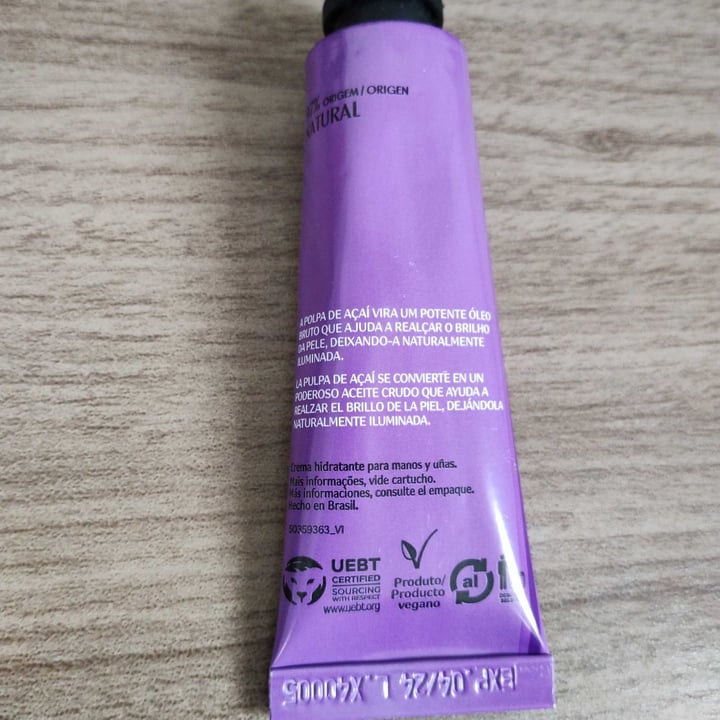 7% ORIGEM / ORIGEN
NATURAL
A POLPA DE AÇAÍ VIRA UM POTENTE ÓLEO
BRUTO QUE AJUDA A REALÇAR O BRILHO
DA PELE, DEIXANDO-A NATURALMENTE
ILUMINADA.
LA PULPA DE AÇAÍ SE CONVIERTE EN UN
PODEROSO ACEITE CRUDO QUE AYUDA A
REALZAR EL BRILLO DE LA PIEL, DEJÁNDOLA
NATURALMENTE ILUMINADA.
Crema hidratante para manos y uñas.
Mais informações, vide cartucho.
Más informaciones, consulte el empaque.
Hecho en Brasil.
50359363_VI
UEBT
CERTIFIED
SOURCING
WITH RESPECT
www.uebt.org
Produto/
Producto
vegano
al
EXP. 04/24 L. X40005